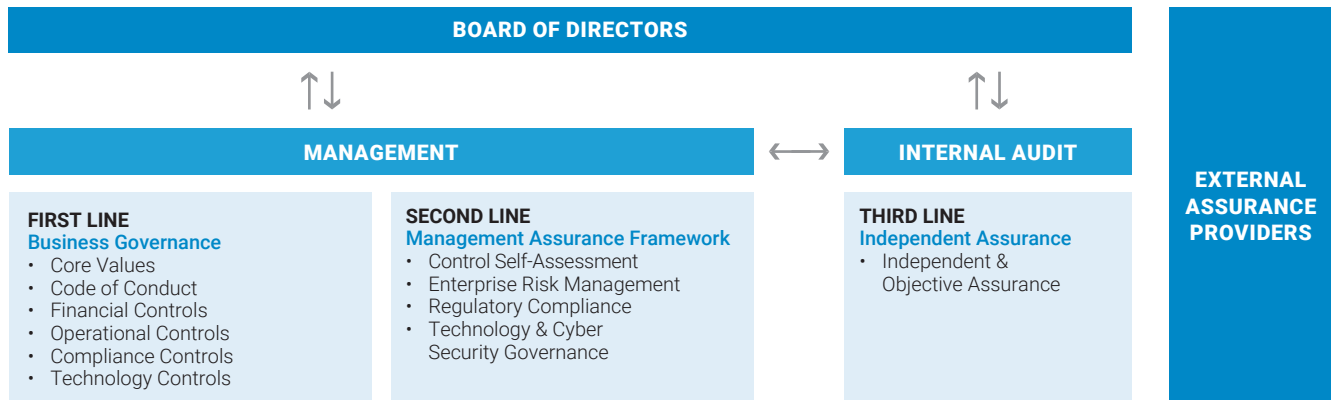 BOARD OF DIRECTORS
MANAGEMENT
INTERNAL AUDIT
FIRST LINE
Business Governance
• Core Values
• Code of Conduct
• Financial Controls
• Operational Controls
• Compliance Controls
• Technology Controls
SECOND LINE
Management Assurance Framework
• Control Self-Assessment
• Enterprise Risk Management
• Regulatory Compliance
• Technology & Cyber
Security Governance
THIRD LINE
Independent Assurance
• Independent &
Objective Assurance
EXTERNAL
ASSURANCE
PROVIDERS